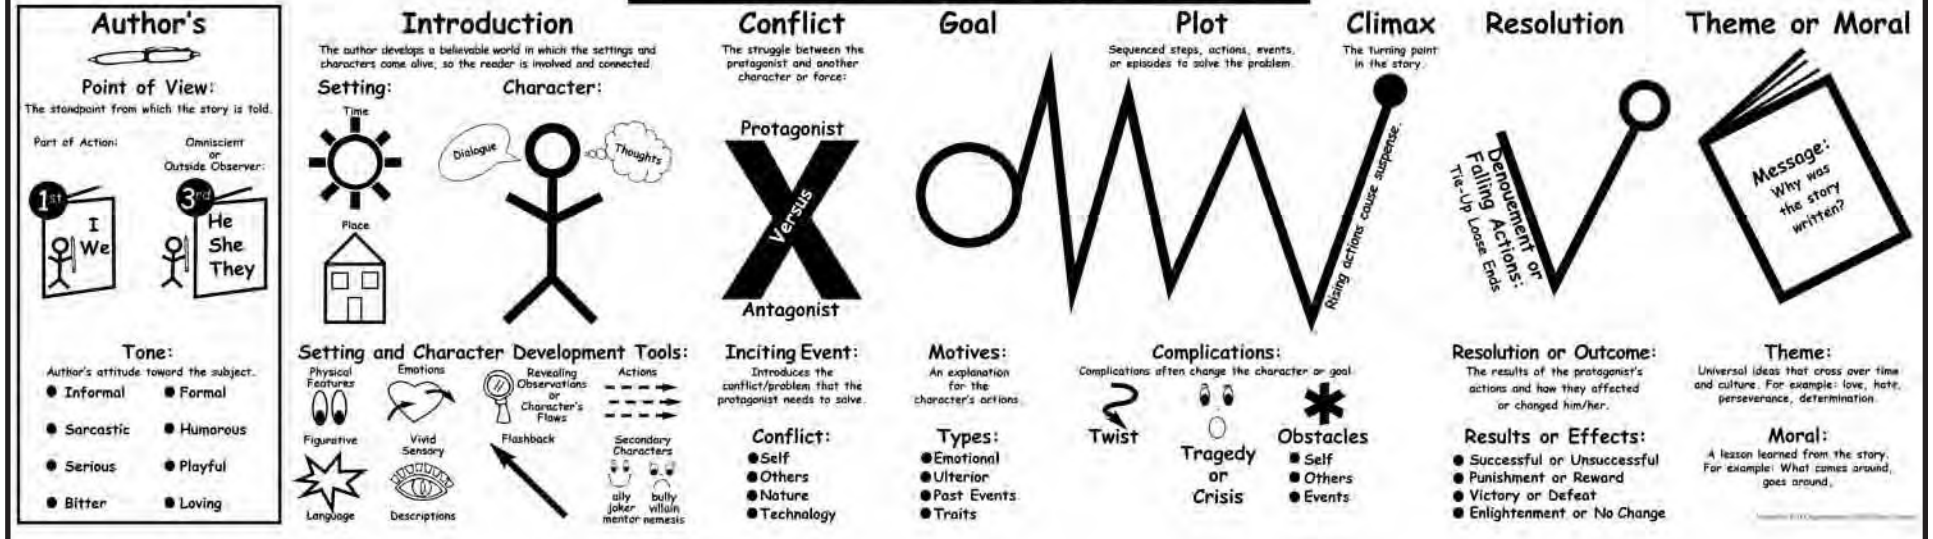 Author's
Point of View:
The standpoint from which the story is told.
Part of Action:
Omniscient
or
Outside Observer:
1st
I
We
3rd
He
She
They
Tone:
Author's attitude toward the subject.
Informal
Formal
Sarcastic
Humorous
Serious
Playful
Bitter
Loving
Introduction
The author develops a believable world in which the settings and
characters come alive, so the reader is involved and connected.
Setting:
Time
Place
Character:
Dialogue
Thoughts
Setting and Character Development Tools:
Physical
Features
Emotions
Revealing
Observations
or
Character's
Flaws
Actions
Figurative
Language
Vivid
Sensory
Descriptions
Flashback
Secondary
Characters
ally
joker
mentor
bully
villain
nemesis
Conflict
The struggle between the
protagonist and another
character or force:
Protagonist
Versus
Antagonist
Inciting Event:
Introduces the
conflict/problem that the
protagonist needs to solve.
Conflict:
Self
Others
Nature
Technology
Goal
Motives:
An explanation
for the
character's actions.
Types:
Emotional
Ulterior
Past Events
Traits
Plot
Sequenced steps, actions, events,
or episodes to solve the problem.
Complications:
Complications often change the character or goal.
Twist
Tragedy
or
Crisis
Obstacles
Self
Others
Events
Climax
The turning point
in the story.
Rising actions cause suspense.
Resolution
Denouement or
Falling Actions:
Tie-Up Loose Ends
Resolution or Outcome:
The results of the protagonist's
actions and how they affected
or changed him/her.
Results or Effects:
Successful or Unsuccessful
Punishment or Reward
Victory or Defeat
Enlightenment or No Change
Theme or Moral
Message:
Why was
the story
written?
Theme:
Universal ideas that cross over time
and culture. For example: love, hate,
perseverance, determination
Moral:
A lesson learned from the story.
For example: What comes around,
goes around.